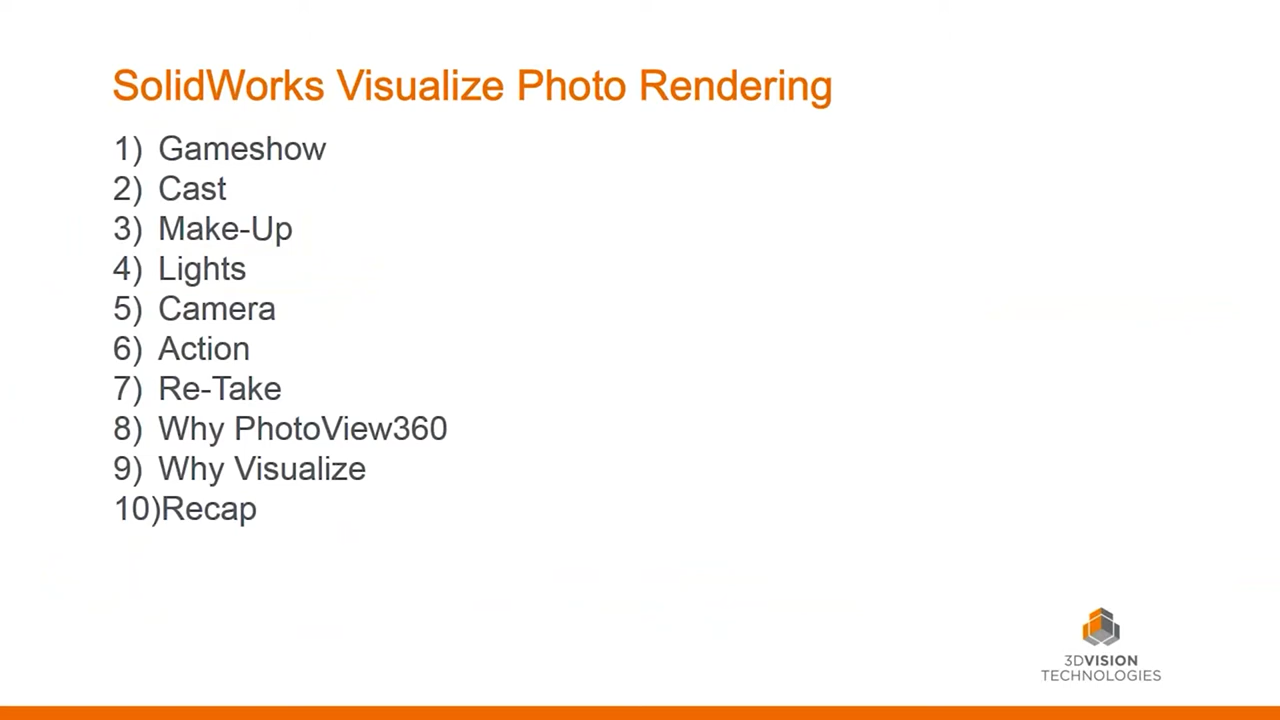 SolidWorks Visualize Photo Rendering
1) Gameshow
2) Cast
3) Make-Up
4) Lights
5) Camera
6) Action
7) Re-Take
8) Why PhotoView360
9) Why Visualize
10)Recap
3DVISION
TECHNOLOGIES